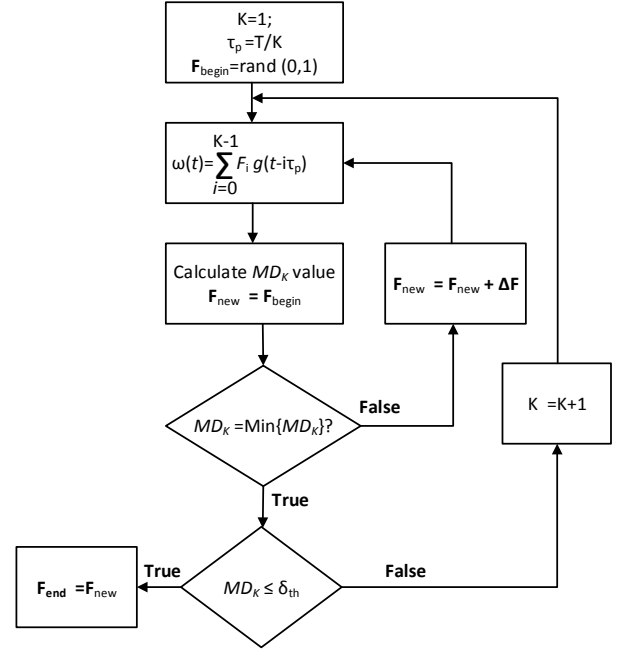 K=1;
τp=T/K
Fbegin=rand (0,1)
K-1
ω(t)=∑ Fi g(t-iτp)
i=0
Calculate MDK value
Fnew = Fbegin
Fnew = Fnew + ΔF
K =K+1
MDK =Min{MDK}?
False
True
MDK ≤ δth
True
False
Fend =Fnew